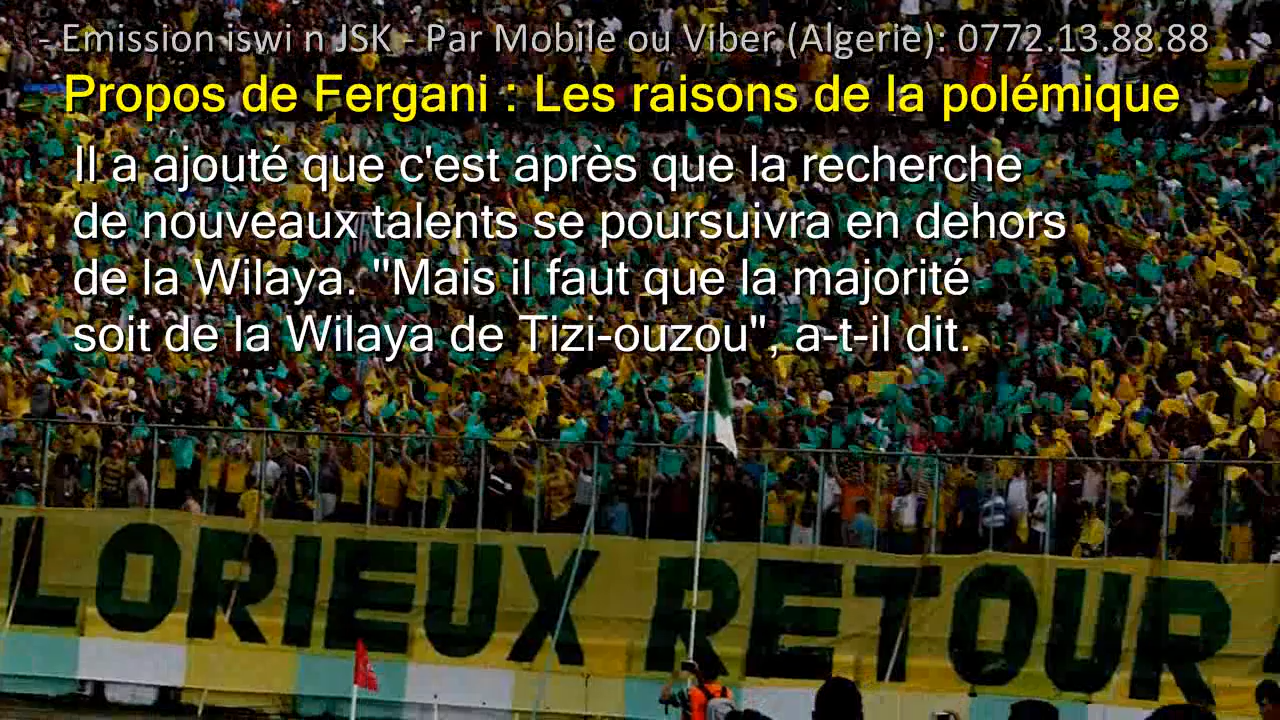 - Emission iswi n JSK - Par Mobile ou Viber (Algerie): 0772.13.88.88
Propos de Fergani : Les raisons de la polémique
Il a ajouté que c'est après que la recherche
de nouveaux talents se poursuivra en dehors
de la Wilaya. "Mais il faut que la majorité
soit de la Wilaya de Tizi-ouzou", a-t-il dit.
LORIEUX RETOUR